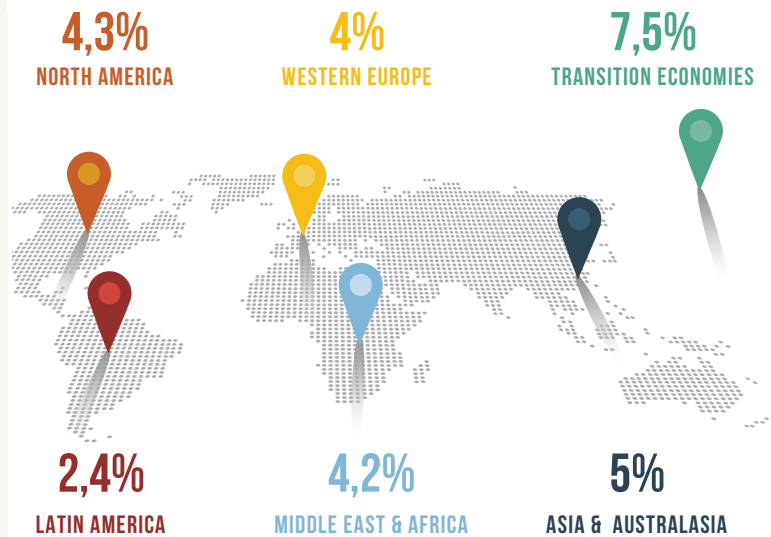 4,3%
NORTH AMERICA
4%
WESTERN EUROPE
7,5%
TRANSITION ECONOMIES
2,4%
LATIN AMERICA
4,2%
MIDDLE EAST & AFRICA
5%
ASIA & AUSTRALASIA